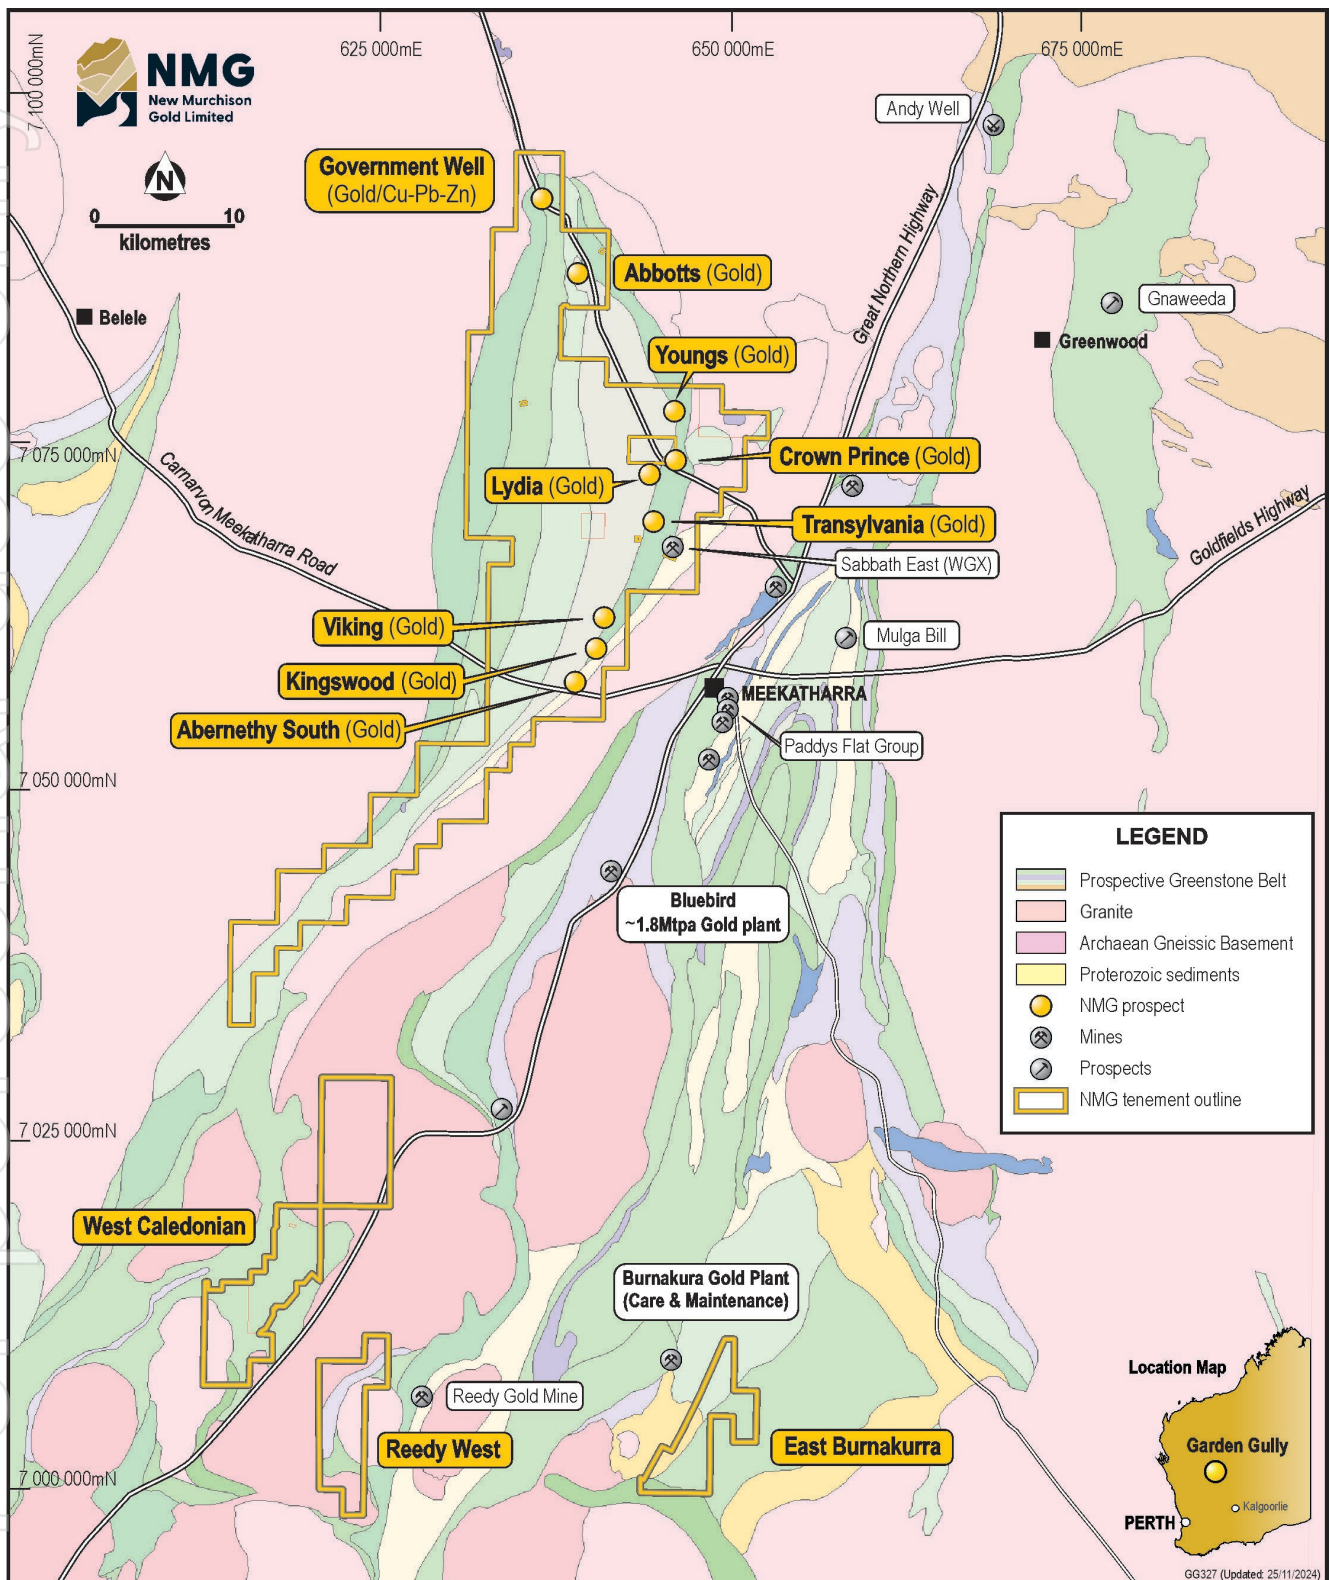 625 000mE
650 000mE
675 000mE
7 100 000mN
NMG
New Murchison
Gold Limited
N
0 10
kilometres
Government Well
(Gold/Cu-Pb-Zn)
Andy Well
Abbotts (Gold)
Great Northern Highway
Gnaweeda
Belele
Greenwood
Youngs (Gold)
7 075 000mN
Carnarvon Meekatharra Road
Crown Prince (Gold)
Lydia (Gold)
Transylvania (Gold)
Goldfields Highway
Sabbath East (WGX)
Viking (Gold)
Mulga Bill
Kingswood (Gold)
MEEKATHARRA
Abernethy South (Gold)
Paddys Flat Group
7 050 000mN
LEGEND
Prospective Greenstone Belt
Granite
Archaean Gneissic Basement
Proterozoic sediments
NMG prospect
Mines
Prospects
NMG tenement outline
Bluebird
~1.8Mtpa Gold plant
7 025 000mN
West Caledonian
Burnakura Gold Plant
(Care & Maintenance)
Reedy Gold Mine
Reedy West
East Burnakurra
7 000 000mN
Location Map
Garden Gully
Kalgoorlie
PERTH
GG327 (Updated: 25/11/2024)